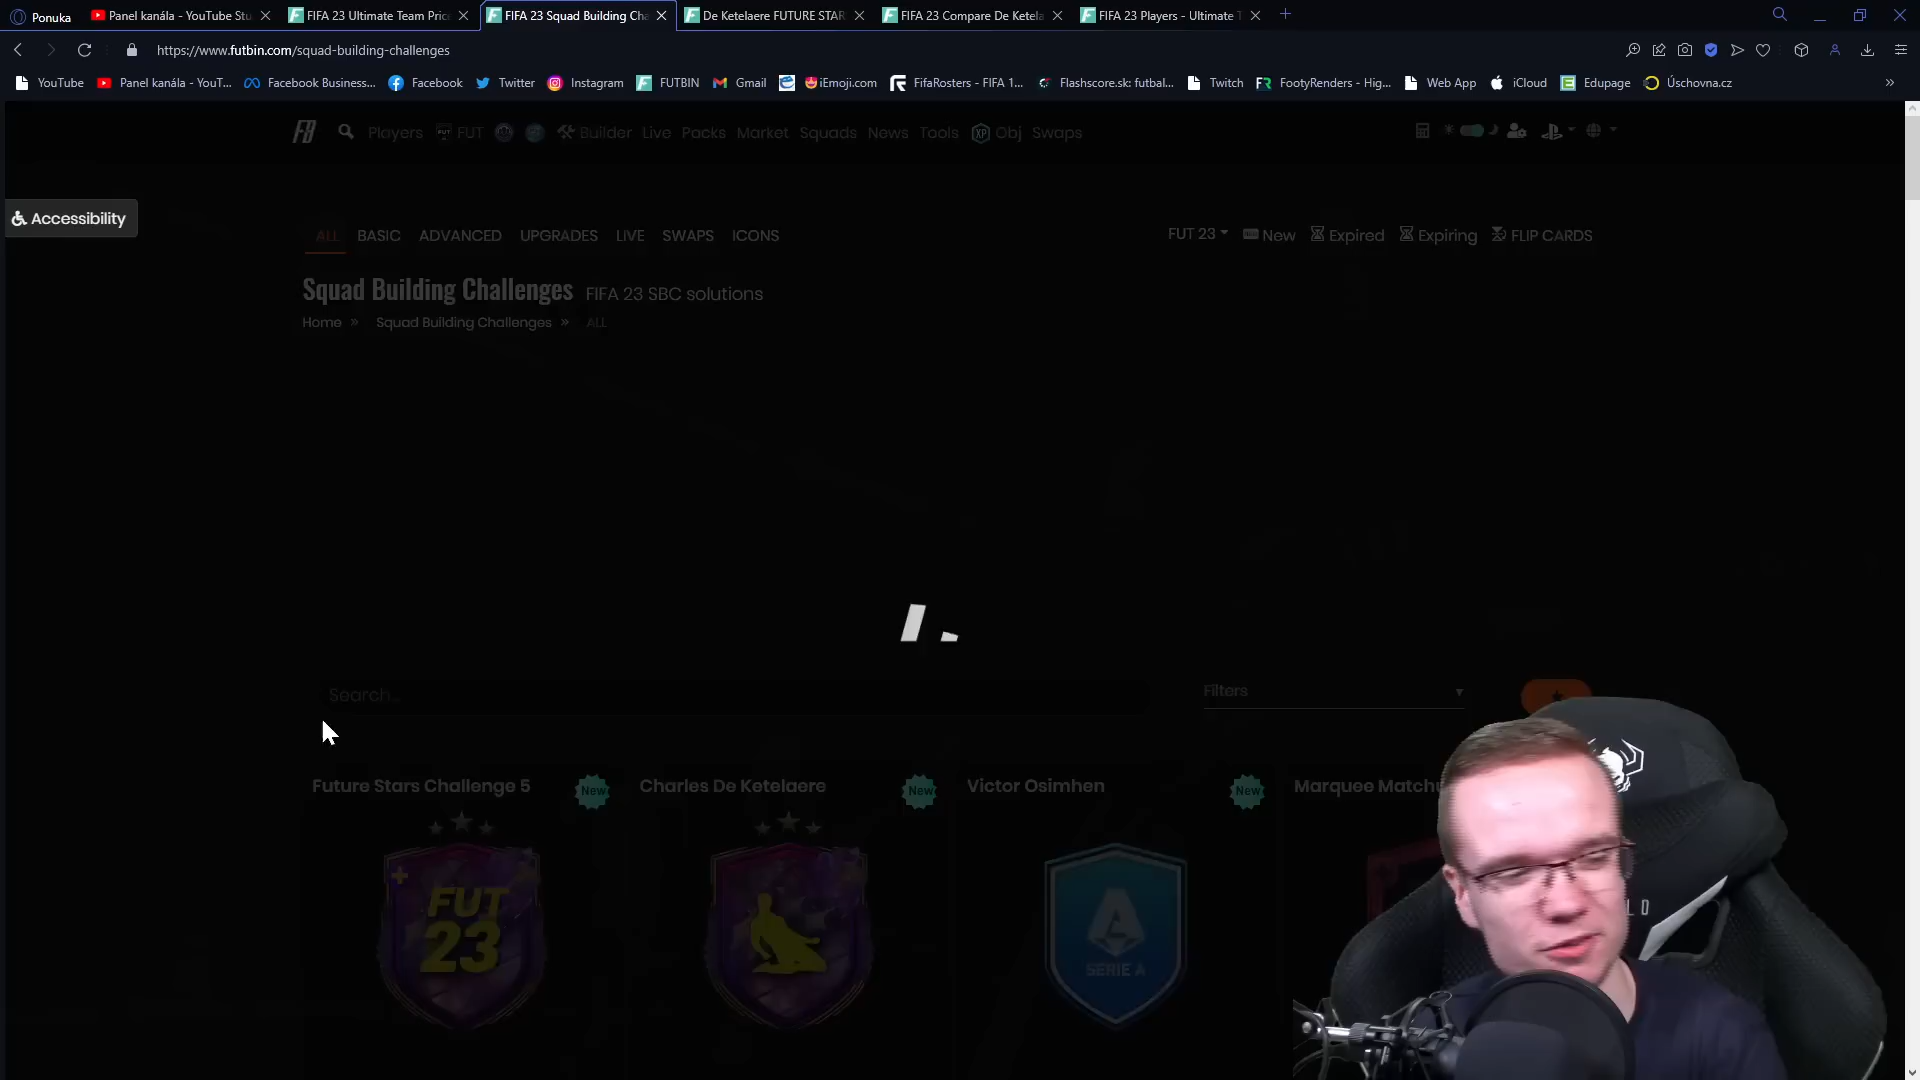 Ponuka
Panel kanála - YouTube Stu
FIFA 23 Ultimate Team Pric
FIFA 23 Squad Building Cha
De Ketelaere FUTURE STAR
FIFA 23 Compare De Ketela
FIFA 23 Players - Ultimate T
https://www.futbin.com/squad-building-challenges
YouTube
Panel kanála - YouT...
Facebook Business...
Facebook
Twitter
Instagram
FUTBIN
Gmail
iEmoji.com
FifaRosters - FIFA 1...
Flashscore.sk: futbal...
Twitch
FootyRenders - Hig...
Web App
iCloud
Edupage
Úschovna.cz
Players FUT Builder Live Packs Market Squads News Tools XP Obj Swaps
Accessibility
ALL BASIC ADVANCED UPGRADES LIVE SWAPS ICONS
FUT 23 New Expired Expiring FLIP CARDS
Squad Building Challenges FIFA 23 SBC solutions
Home » Squad Building Challenges » ALL
Search...
Filters
Future Stars Challenge 5
New
Charles De Ketelaere
New
Victor Osimhen
New
Marquee Matchu
FUT
23
SERIE A